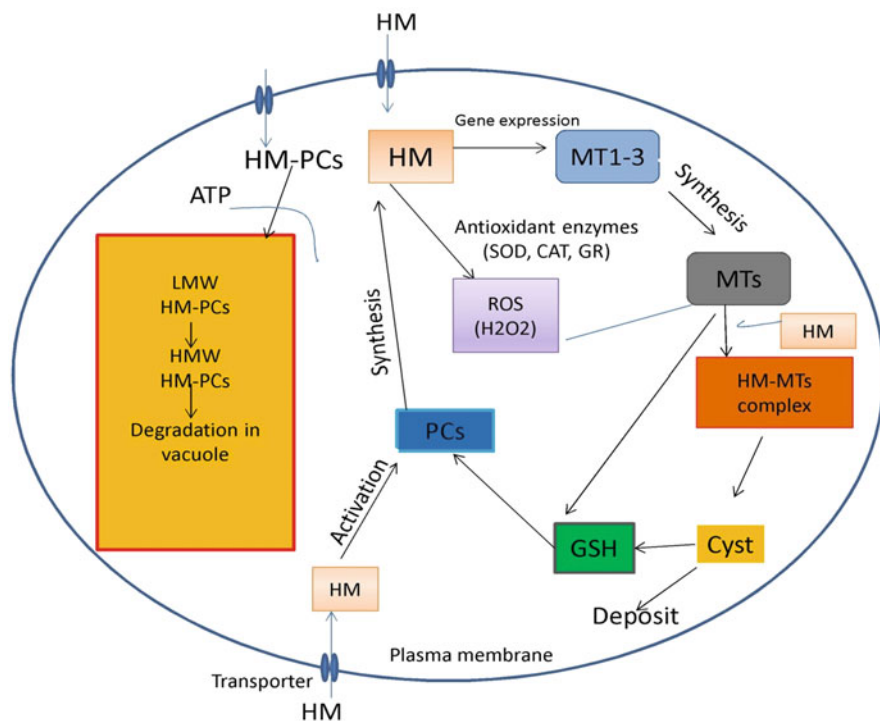 HM
Gene expression
HM-PCs
HM
MT1-3
ATP
Synthesis
Antioxidant enzymes
(SOD, CAT, GR)
MTs
LMW
HM-PCs
ROS
(H2O2)
HM
HMW
HM-PCs
Synthesis
HM-MTs
complex
Degradation in
vacuole
PCs
Activation
GSH
Cyst
HM
Deposit
Plasma membrane
Transporter
HM